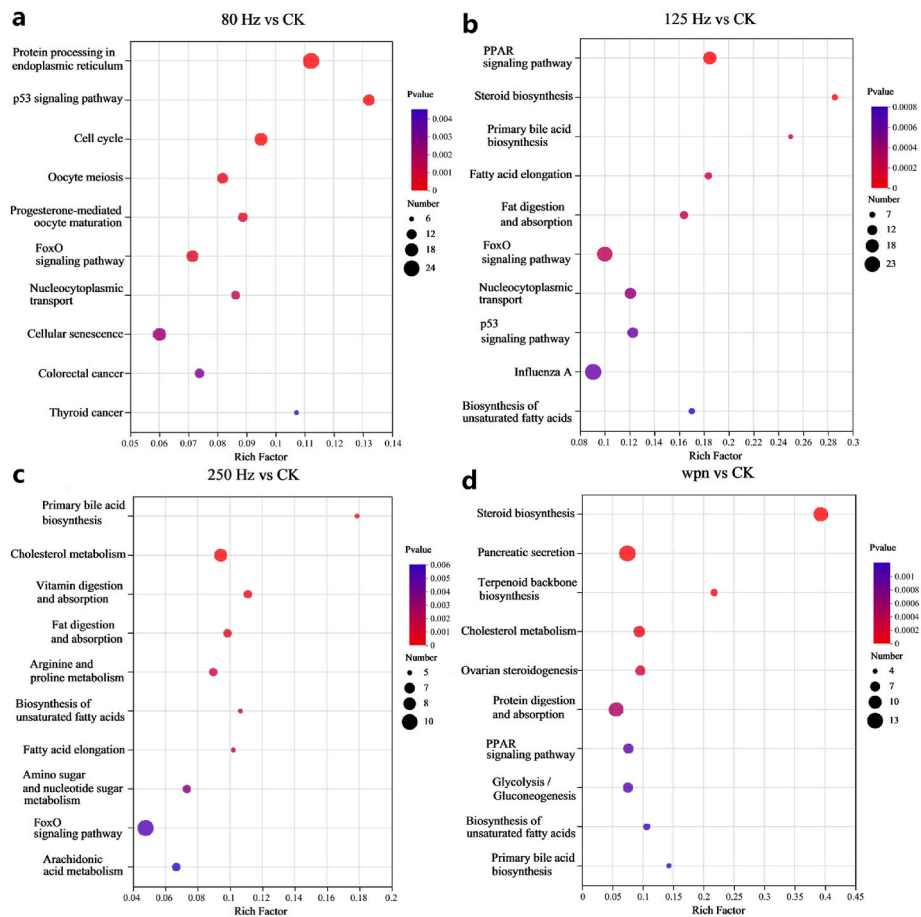 a
80 Hz vs CK
Protein processing in
endoplasmic reticulum
p53 signaling pathway
Cell cycle
Oocyte meiosis
Progesterone-mediated
oocyte maturation
FoxO
signaling pathway
Nucleocytoplasmic
transport
Cellular senescence
Colorectal cancer
Thyroid cancer
0.05 0.06 0.07 0.08 0.09 0.10 0.11 0.12 0.13 0.14
Rich Factor
Pvalue
0.004
0.003
0.002
0.001
0
Number
6
12
18
24
b
125 Hz vs CK
PPAR
signaling pathway
Steroid biosynthesis
Primary bile acid
biosynthesis
Fatty acid elongation
Fat digestion
and absorption
FoxO
signaling pathway
Nucleocytoplasmic
transport
p53
signaling pathway
Influenza A
Biosynthesis of
unsaturated fatty acids
0.08 0.1 0.12 0.14 0.16 0.18 0.2 0.22 0.24 0.26 0.28 0.3
Rich Factor
Pvalue
0.0008
0.0006
0.0004
0.0002
0
Number
7
12
18
23
c
250 Hz vs CK
Primary bile acid
biosynthesis
Cholesterol metabolism
Vitamin digestion
and absorption
Fat digestion
and absorption
Arginine and
proline metabolism
Biosynthesis of
unsaturated fatty acids
Fatty acid elongation
Amino sugar
and nucleotide sugar
metabolism
FoxO
signaling pathway
Arachidonic
acid metabolism
0.04 0.06 0.08 0.1 0.12 0.14 0.16 0.18 0.2
Rich Factor
Pvalue
0.006
0.005
0.004
0.003
0.002
0.001
Number
5
7
8
10
d
wpn vs CK
Steroid biosynthesis
Pancreatic secretion
Terpenoid backbone
biosynthesis
Cholesterol metabolism
Ovarian steroidogenesis
Protein digestion
and absorption
PPAR
signaling pathway
Glycolysis /
Gluconeogenesis
Biosynthesis of
unsaturated fatty acids
Primary bile acid
biosynthesis
0 0.05 0.1 0.15 0.2 0.25 0.3 0.35 0.4 0.45
Rich Factor
Pvalue
0.001
0.0008
0.0006
0.0004
0.0002
0
Number
4
7
10
13